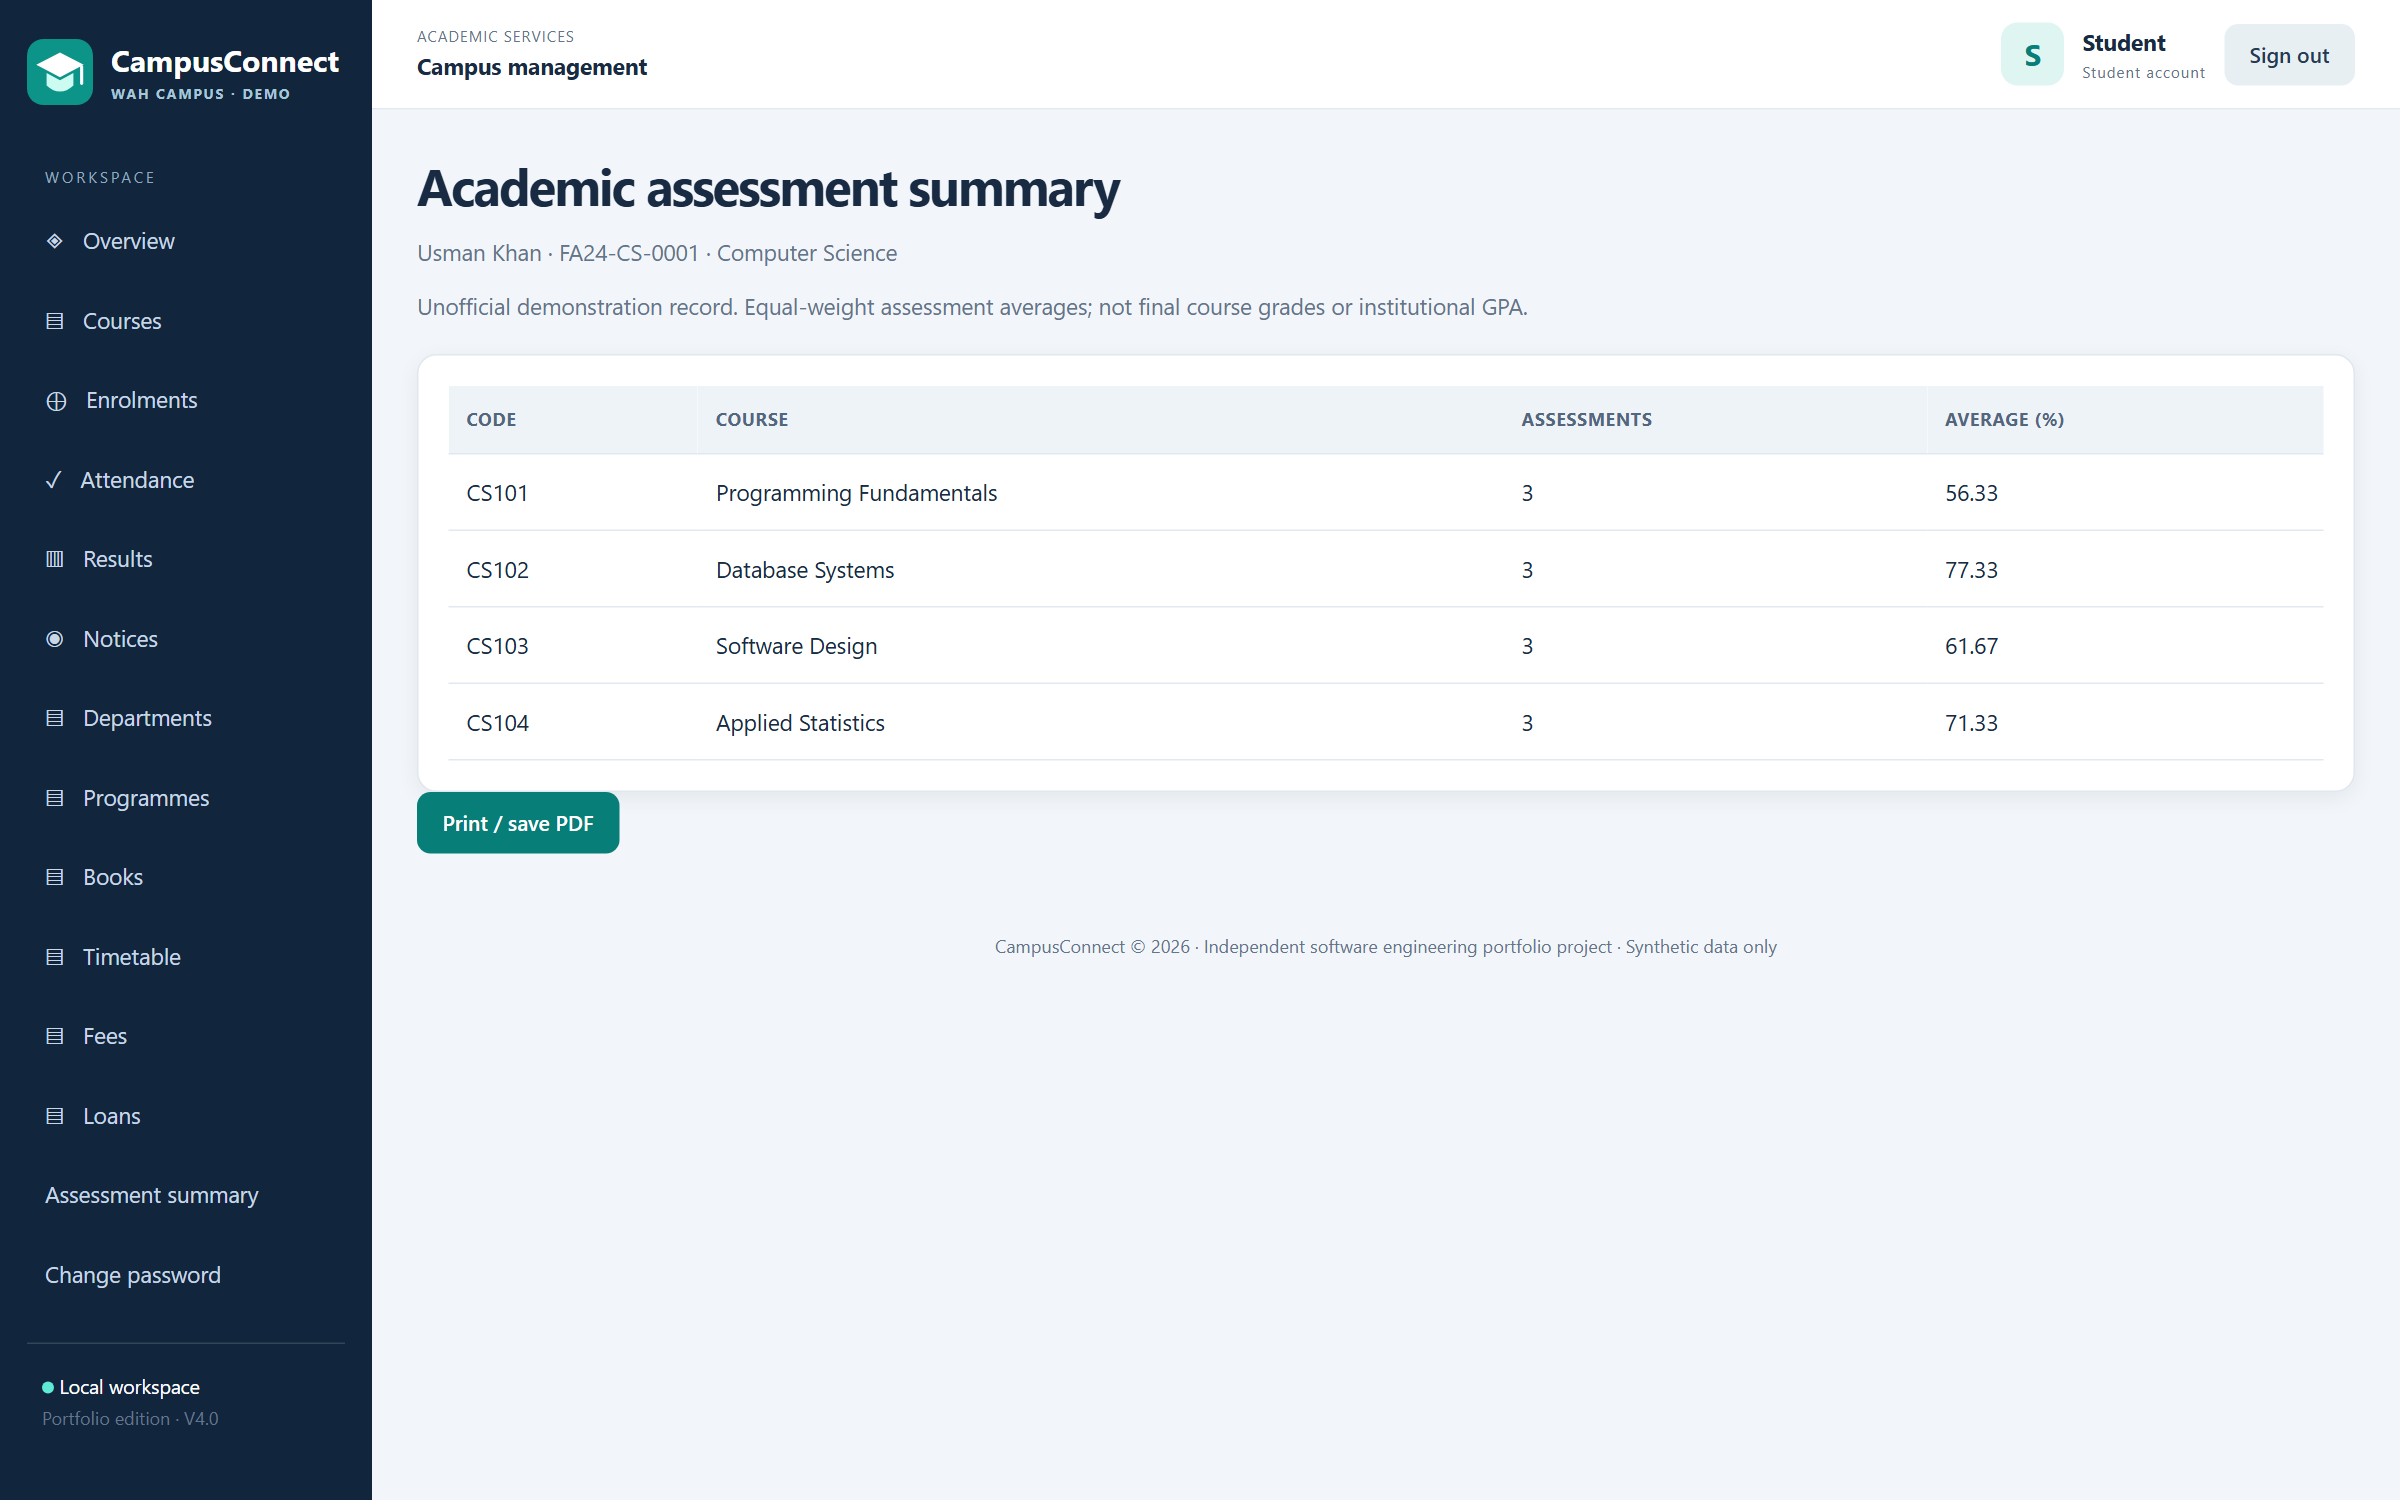 CampusConnect
WAH CAMPUS · DEMO
WORKSPACE
Overview
Courses
Enrolments
Attendance
Results
Notices
Departments
Programmes
Books
Timetable
Fees
Loans
Assessment summary
Change password
Local workspace
Portfolio edition · V4.0
ACADEMIC SERVICES
Campus management
S
Student
Student account
Sign out
Academic assessment summary
Usman Khan · FA24-CS-0001 · Computer Science
Unofficial demonstration record. Equal-weight assessment averages; not final course grades or institutional GPA.
CODE COURSE ASSESSMENTS AVERAGE (%)
CS101 Programming Fundamentals 3 56.33
CS102 Database Systems 3 77.33
CS103 Software Design 3 61.67
CS104 Applied Statistics 3 71.33
Print / save PDF
CampusConnect © 2026 · Independent software engineering portfolio project · Synthetic data only